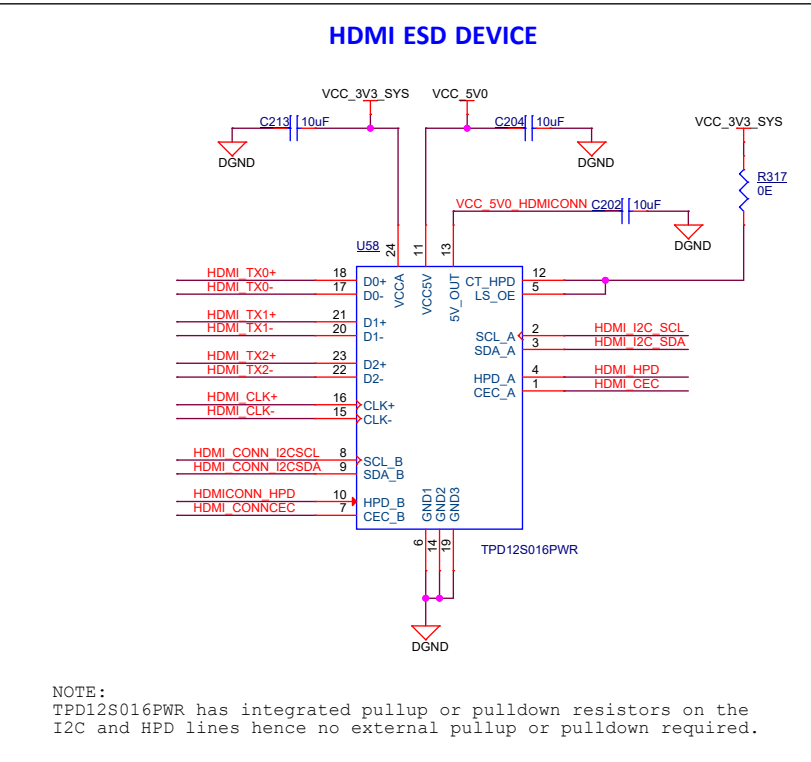 HDMI ESD DEVICE
VCC_3V3_SYS VCC_5V0
C213 10uF C204 10uF VCC_3V3_SYS
DGND DGND
R317
0E
VCC_5V0_HDMICONN C202 10uF
DGND
U58 24 11 13
HDMI_TX0+ 18 D0+ VCCA VCC5V 5V_OUT CT_HPD 12
HDMI_TX0- 17 D0- LS_OE 5
HDMI_TX1+ 21 D1+
HDMI_TX1- 20 D1- SCL_A 2 HDMI_I2C_SCL
SDA_A 3 HDMI_I2C_SDA
HDMI_TX2+ 23 D2+
HDMI_TX2- 22 D2- HPD_A 4 HDMI_HPD
CEC_A 1 HDMI_CEC
HDMI_CLK+ 16 CLK+
HDMI_CLK- 15 CLK-
HDMI_CONN_I2CSCL 8 SCL_B
HDMI_CONN_I2CSDA 9 SDA_B
HDMICONN_HPD 10 HPD_B
HDMI_CONNCEC 7 CEC_B GND1 GND2 GND3
6 14 19 TPD12S016PWR
DGND
NOTE:
TPD12S016PWR has integrated pullup or pulldown resistors on the
I2C and HPD lines hence no external pullup or pulldown required.